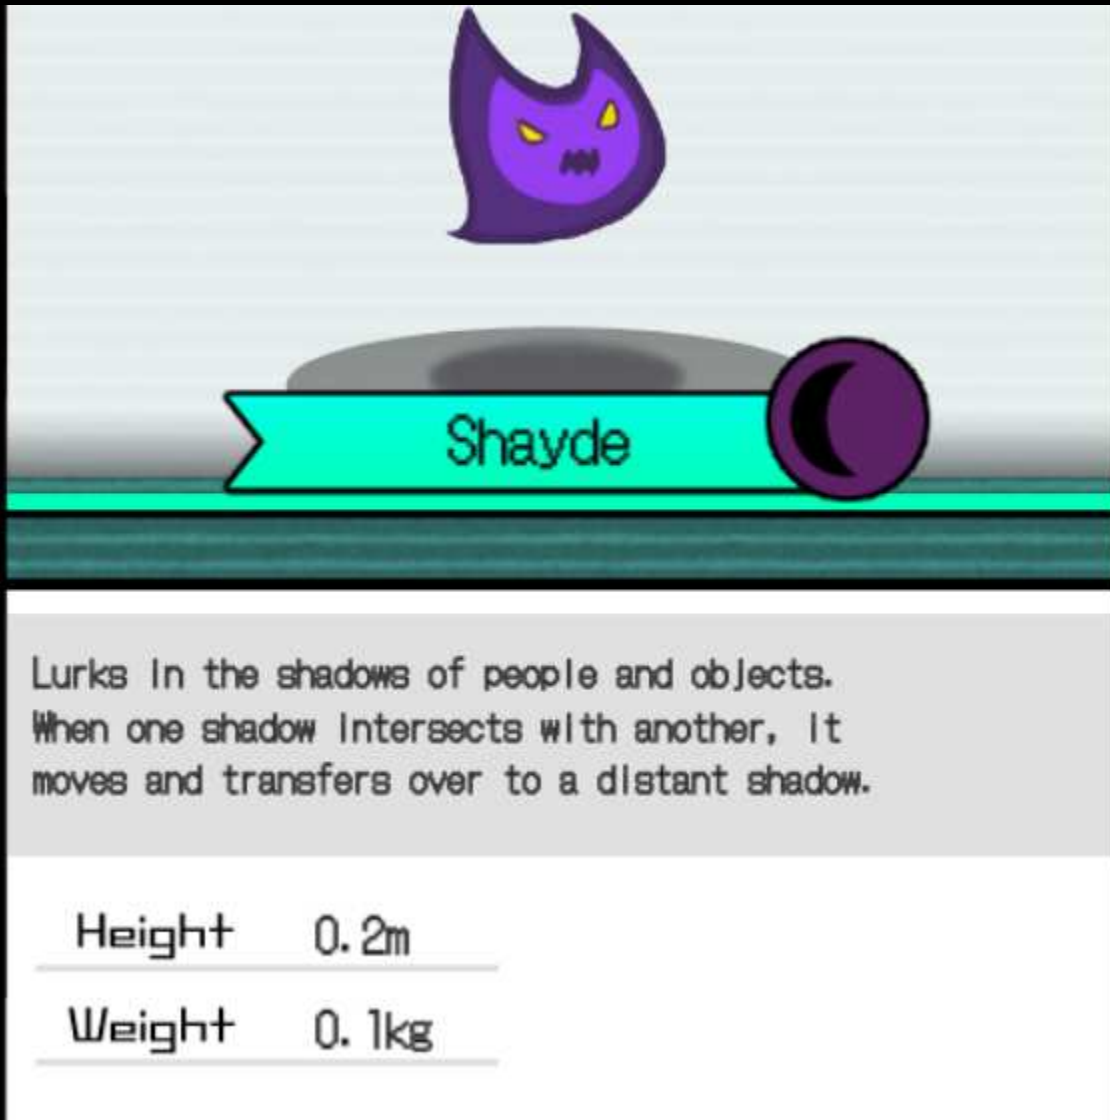 Shayde
Lurks in the shadows of people and objects.
When one shadow intersects with another, it
moves and transfers over to a distant shadow.
Height 0.2m
Weight 0.1kg